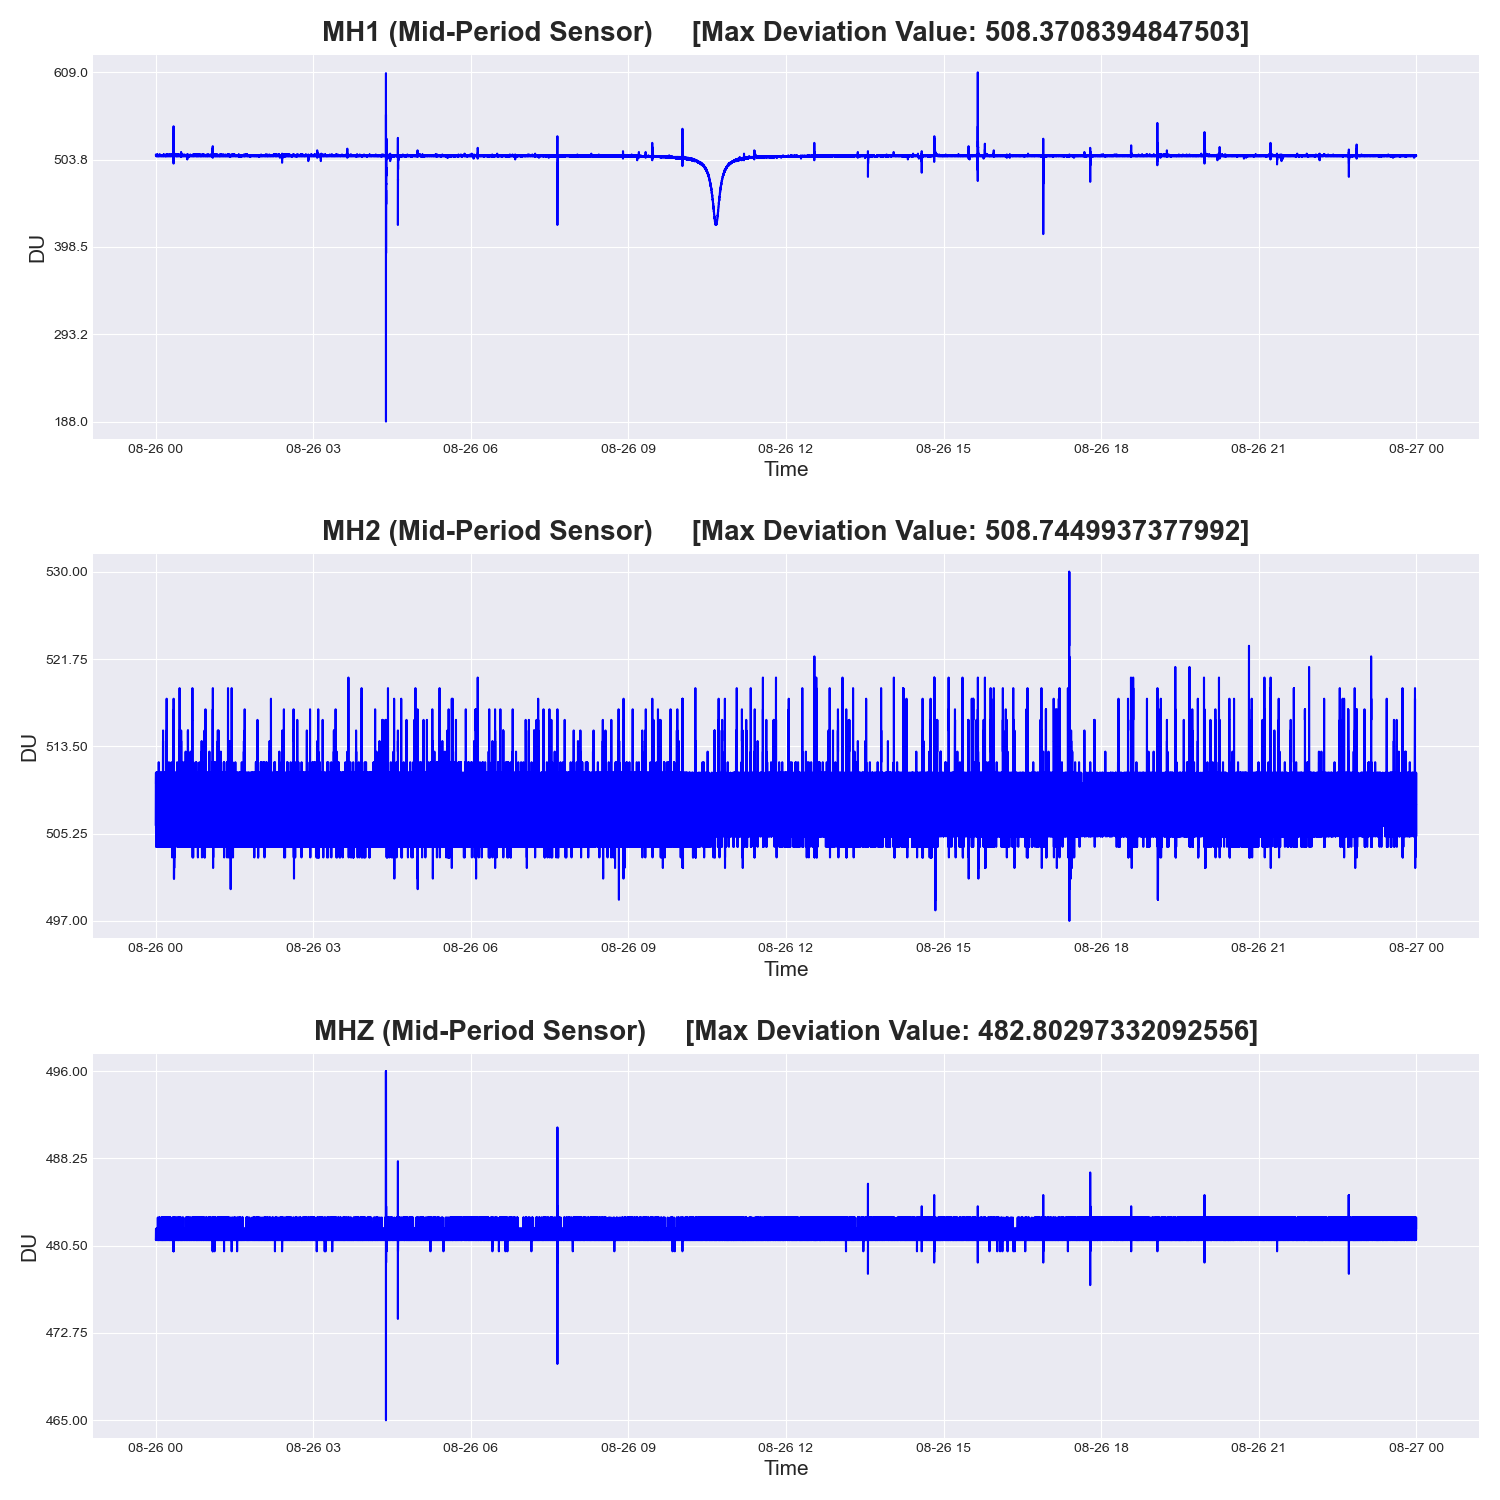 MH1 (Mid-Period Sensor) [Max Deviation Value: 508.3708394847503]
609.0
503.8
398.5
293.2
188.0
DU
08-26 00 08-26 03 08-26 06 08-26 09 08-26 12 08-26 15 08-26 18 08-26 21 08-27 00
Time
MH2 (Mid-Period Sensor) [Max Deviation Value: 508.7449937377992]
530.00
521.75
513.50
505.25
497.00
DU
08-26 00 08-26 03 08-26 06 08-26 09 08-26 12 08-26 15 08-26 18 08-26 21 08-27 00
Time
MHZ (Mid-Period Sensor) [Max Deviation Value: 482.80297332092556]
496.00
488.25
480.50
472.75
465.00
DU
08-26 00 08-26 03 08-26 06 08-26 09 08-26 12 08-26 15 08-26 18 08-26 21 08-27 00
Time